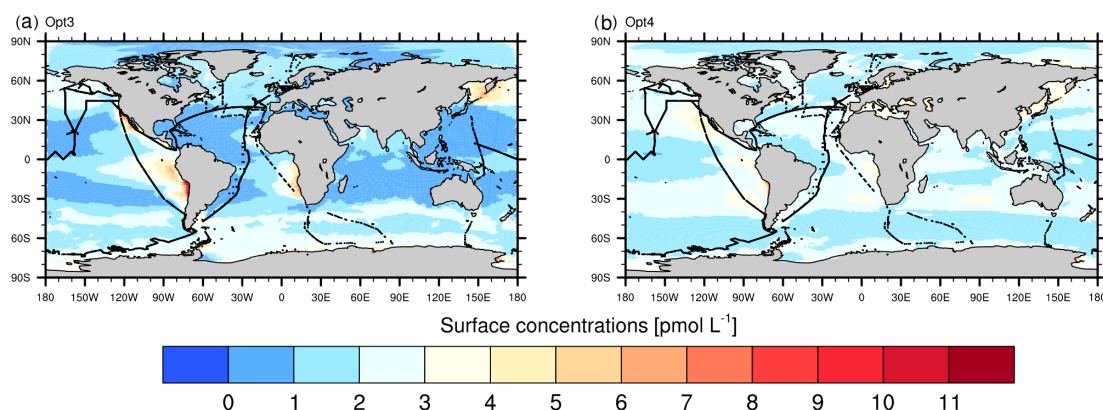 (a) Opt3
(b) Opt4
90N
60N
30N
0
30S
60S
90S
180 150W 120W 90W 60W 30W 0 30E 60E 90E 120E 150E 180
90N
60N
30N
0
30S
60S
90S
180 150W 120W 90W 60W 30W 0 30E 60E 90E 120E 150E 180
Surface concentrations [pmol L⁻¹]
0 1 2 3 4 5 6 7 8 9 10 11